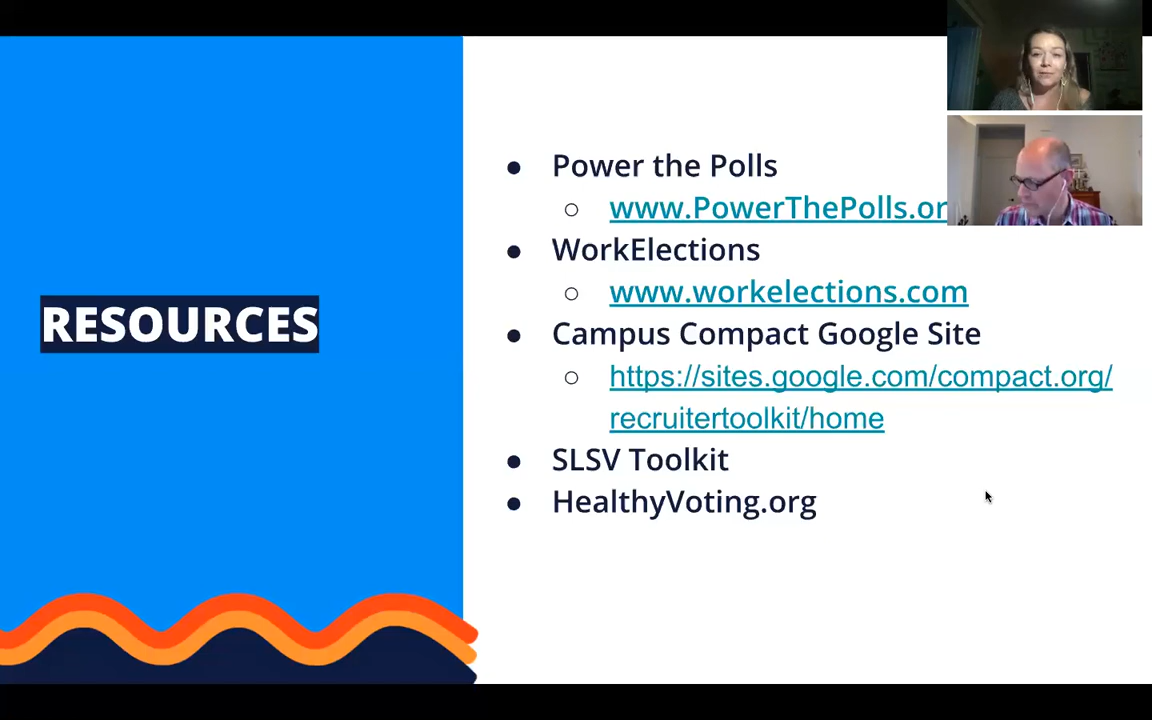 RESOURCES
● Power the Polls
○ www.PowerThePolls.or
● WorkElections
○ www.workelections.com
● Campus Compact Google Site
○ https://sites.google.com/compact.org/
recruitertoolkit/home
● SLSV Toolkit
● HealthyVoting.org